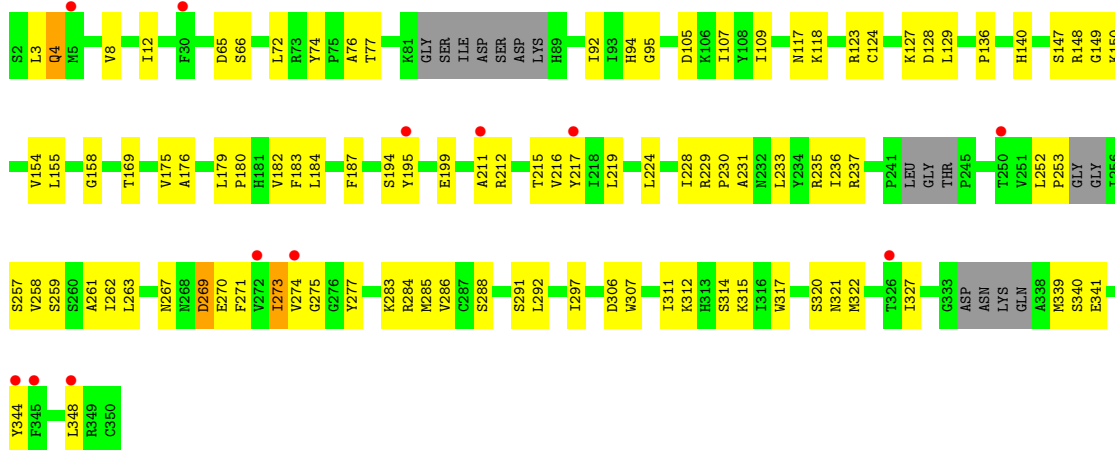 S2 L3 Q4 M5 V8 I12 F30 D65 S66 L72 R73 Y74 P75 A76 T77 K81 GLY SER ILE ASP SER ASP LYS H89 I92 I93 H94 G95 D105 K106 I107 Y108 I109 N117 K118 R123 C124 K127 D128 L129 P136 H140 S147 R148 G149 K150
V154 L155 G158 T169 V175 A176 L179 P180 H181 V182 F183 L184 F187 S194 Y195 E199 A211 R212 T215 V216 Y217 I218 L219 L224 I228 R229 P230 A231 N232 L233 Y234 R235 I236 R237 P241 LEU GLY THR P245 T250 V251 L252 P253 GLY GLY I256
S257 V258 S259 S260 A261 I262 L263 N267 N268 D269 E270 F271 V272 I273 V274 G275 G276 Y277 K283 R284 M285 V286 C287 S288 S291 L292 I297 D306 W307 I311 K312 H313 S314 K315 I316 W317 S320 N321 M322 T326 I327 G333 ASP ASN LYS GLN A338 M339 S340 E341
Y344 F345 L348 R349 C350